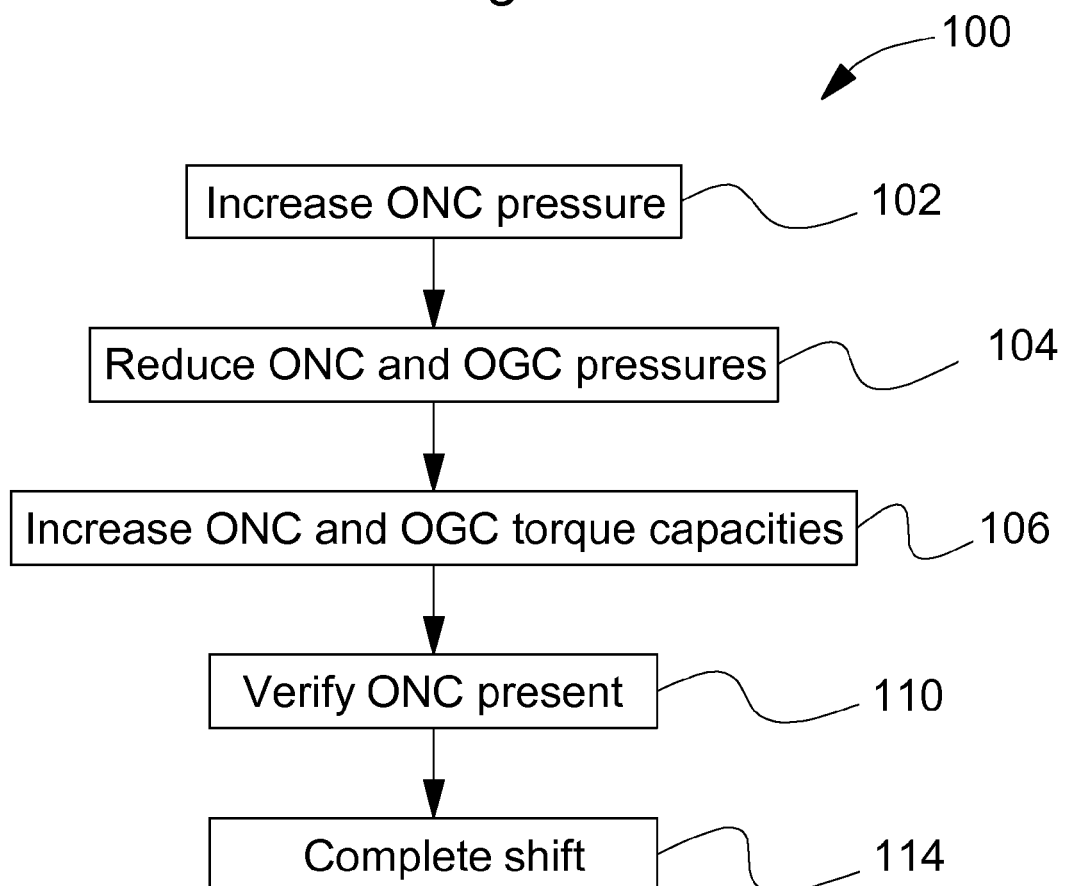 100
Increase ONC pressure
102
Reduce ONC and OGC pressures
104
Increase ONC and OGC torque capacities
106
Verify ONC present
110
Complete shift
114